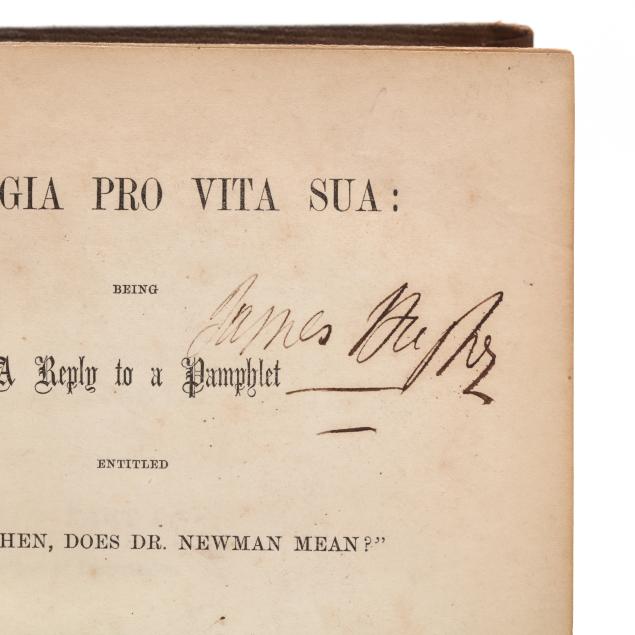 GIA PRO VITA SUA:
BEING
James
A Reply to a Pamphlet
ENTITLED
HEN, DOES DR. NEWMAN MEAN?"